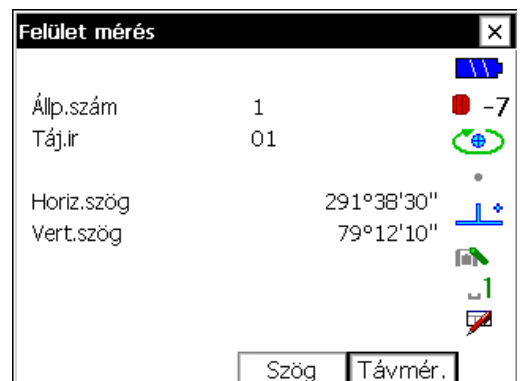 Felület mérés
Állp.szám 1
-7
Táj.ir 01
Horiz.szög 291°38'30"
Vert.szög 79°12'10"
1
Szög Távmér.